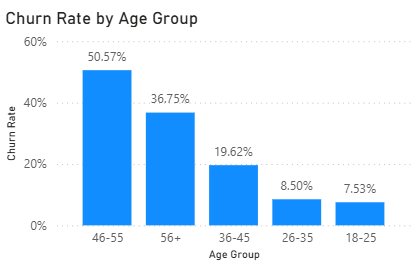 Churn Rate by Age Group
60%
50.57%
40%
36.75%
Churn Rate
20%
19.62%
8.50%
7.53%
0%
46-55 56+ 36-45 26-35 18-25
Age Group